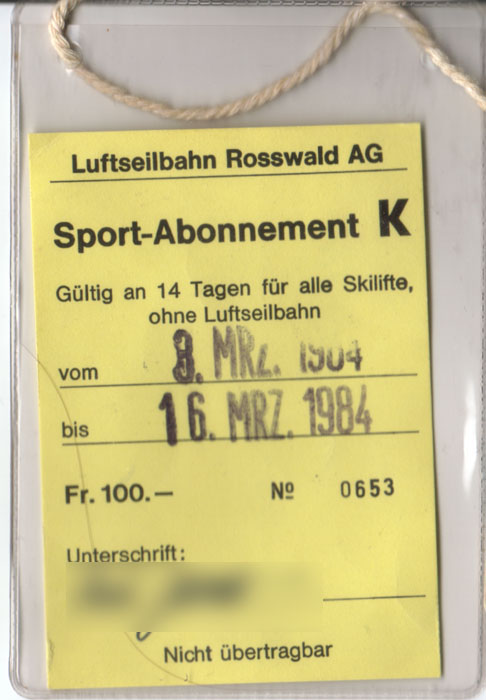 Luftseilbahn Rosswald AG
Sport-Abonnement K
Gültig an 14 Tagen für alle Skilifte,
ohne Luftseilbahn
vom MRZ. 1984
bis 16. MRZ. 1984
Fr. 100.— Nº 0653
Unterschrift:
Nicht übertragbar